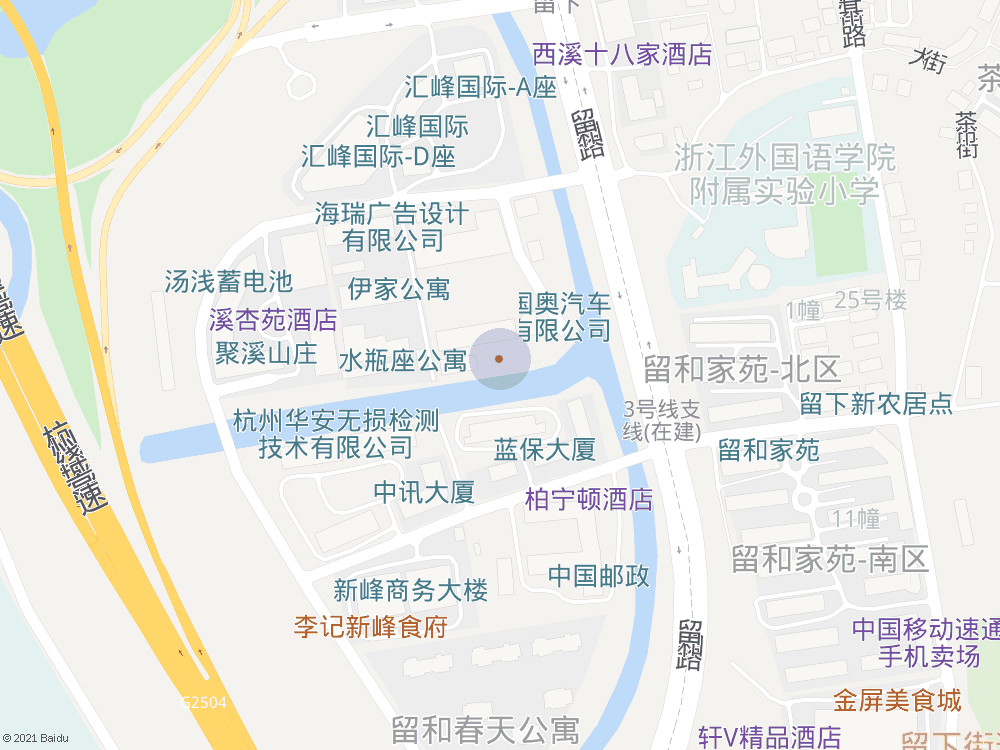 留下
西溪十八家酒店
大街
茶
茶市街
汇峰国际-A座
汇峰国际
汇峰国际-D座
浙江外国语学院
附属实验小学
海瑞广告设计
有限公司
汤浅蓄电池
伊家公寓
1幢
25号楼
国奥汽车
有限公司
溪杏苑酒店
聚溪山庄
水瓶座公寓
留和家苑-北区
3号线支
线(在建)
留下新农居点
杭州华安无损检测
技术有限公司
蓝保大厦
留和家苑
中讯大厦
柏宁顿酒店
11幢
留和家苑-南区
新峰商务大楼
中国邮政
李记新峰食府
中国移动速通
手机卖场
G2504
金屏美食城
留和春天公寓
轩V精品酒店
留下街道
© 2021 Baidu